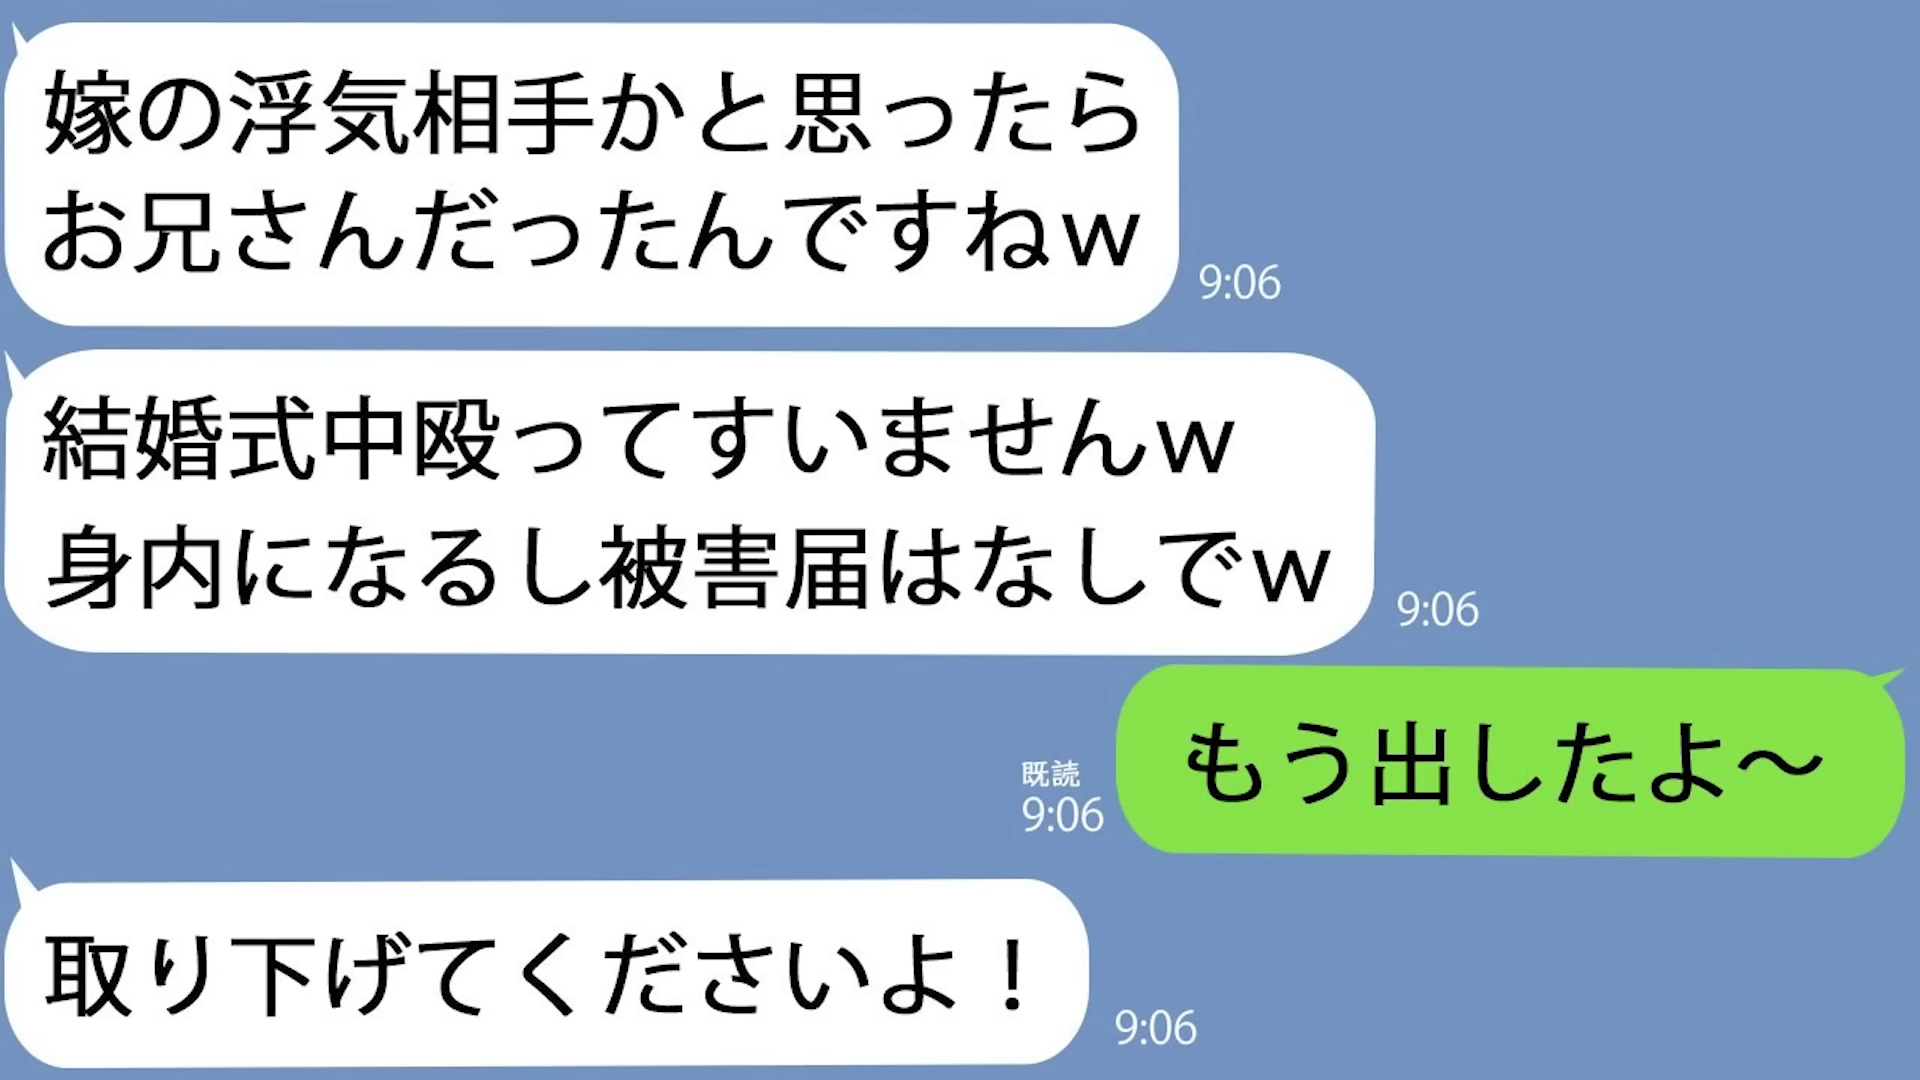 嫁の浮気相手かと思ったら
お兄さんだったんですねw
9:06
結婚式中殴ってすいませんw
身内になるし被害届はなしでw
9:06
もう出したよ～
既読
9:06
取り下げてくださいよ！
9:06